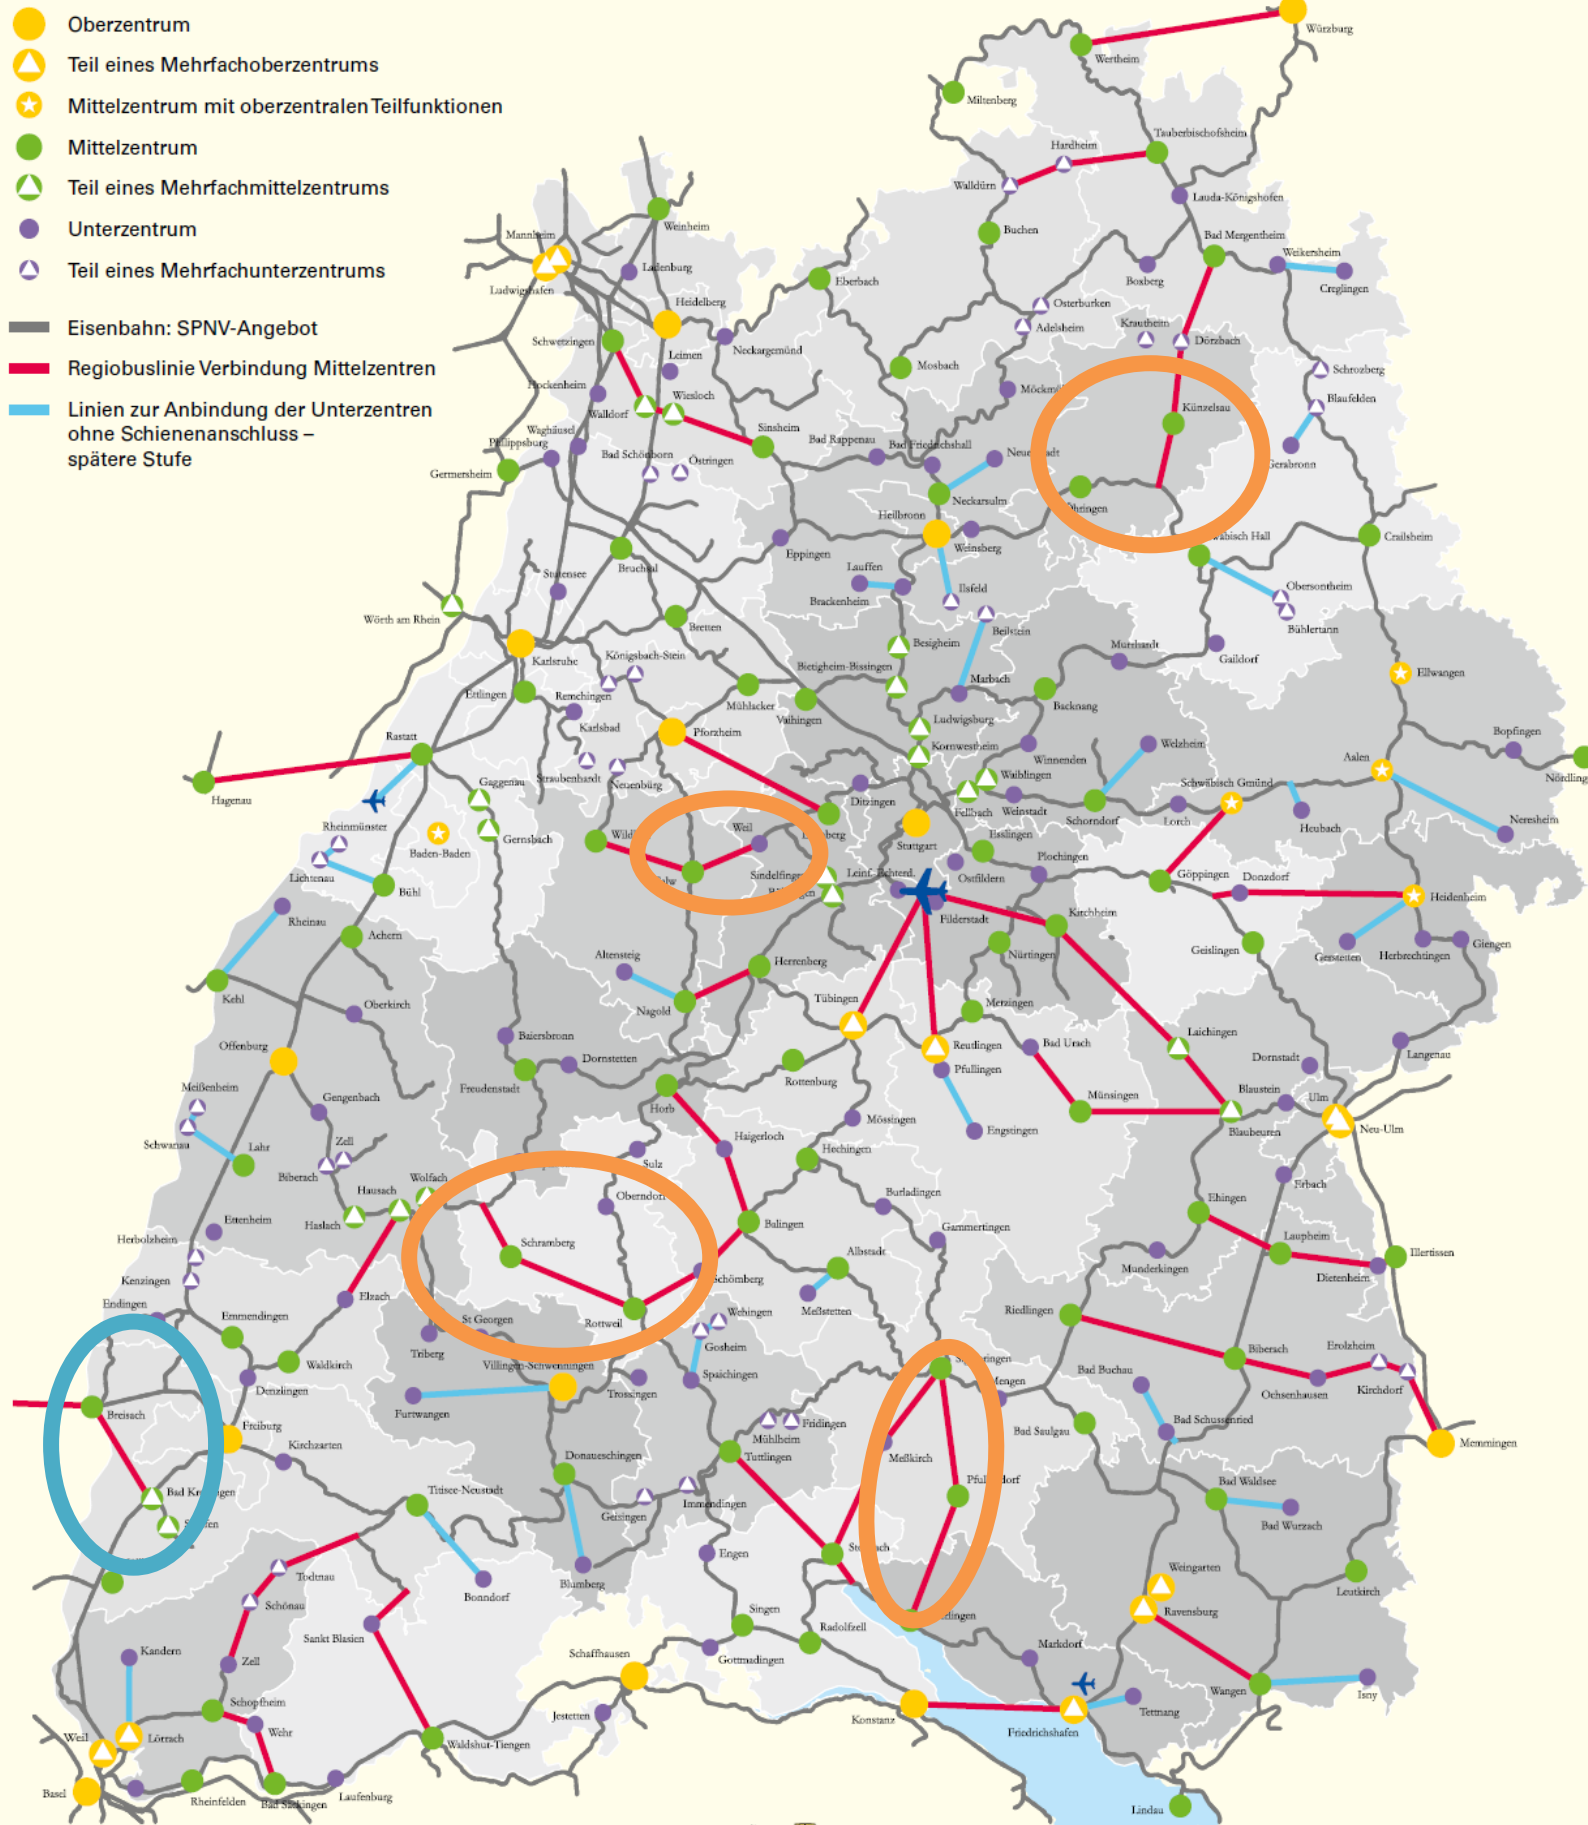 Oberzentrum
Teil eines Mehrfachoberzentrums
Mittelzentrum mit oberzentralen Teilfunktionen
Mittelzentrum
Teil eines Mehrfachmittelzentrums
Unterzentrum
Teil eines Mehrfachunterzentrums
Eisenbahn: SPNV-Angebot
Regiobuslinie Verbindung Mittelzentren
Linien zur Anbindung der Unterzentren
ohne Schienenanschluss –
spätere Stufe
Würzburg
Wertheim
Miltenberg
Tauberbischofsheim
Hardheim
Walldürn
Lauda-Königshofen
Weinheim
Buchen
Mannheim
Bad Mergentheim
Weikersheim
Ladenburg
Boxberg
Creglingen
Ludwigshafen
Eberbach
Heidelberg
Osterburken
Krautheim
Adelsheim
Schwetzingen
Dörzbach
Neckargemünd
Leimen
Mosbach
Schrozberg
Hockenheim
Wiesloch
Blaufelden
Walldorf
Künzelsau
Waghäusel
Sinsheim
Philippsburg
Bad Rappenau
Bad Friedrichshall
Bad Schönborn
Östringen
Germersheim
Neckarsulm
Heilbronn
Crailsheim
Weinsberg
Eppingen
Bruchsal
Lauffen
Stutensee
Ilsfeld
Obersontheim
Brackenheim
Wörth am Rhein
Bretten
Beilstein
Bühlertann
Besigheim
Murrhardt
Karlsruhe
Königsbach-Stein
Gaildorf
Bietigheim-Bissingen
Ellwangen
Marbach
Ettlingen
Remchingen
Mühlacker
Backnang
Vaihingen
Ludwigsburg
Karlsbad
Pforzheim
Bopfingen
Rastatt
Kornwestheim
Winnenden
Welzheim
Aalen
Straubenhardt
Neuenbürg
Gaggenau
Waiblingen
Schwäbisch Gmünd
Hagenau
Ditzingen
Fellbach
Weinstadt
Schorndorf
Lorch
Heubach
Neresheim
Rheinmünster
Gernsbach
Weil
Esslingen
Baden-Baden
Stuttgart
Plochingen
Lichtenau
Bühl
Ostfildern
Göppingen
Donzdorf
Heidenheim
Filderstadt
Kirchheim
Rheinau
Achern
Geislingen
Giengen
Nürtingen
Gerstetten
Herbrechtingen
Altensteig
Herrenberg
Kehl
Oberkirch
Nagold
Tübingen
Metzingen
Laichingen
Baiersbronn
Offenburg
Reutlingen
Bad Urach
Langenau
Dornstetten
Dornstadt
Pfullingen
Freudenstadt
Rottenburg
Meißenheim
Gengenbach
Münsingen
Blaustein
Ulm
Horb
Mössingen
Neu-Ulm
Schwanau
Zell
Haigerloch
Engstingen
Blaubeuren
Lahr
Hechingen
Biberach
Sulz
Wolfach
Erbach
Hausach
Oberndorf
Burladingen
Ehingen
Ettenheim
Haslach
Balingen
Gammertingen
Laupheim
Herbolzheim
Schramberg
Albstadt
Illertissen
Munderkingen
Dietenheim
Kenzingen
Elzach
Endingen
Meßstetten
Emmendingen
St Georgen
Rottweil
Wehingen
Riedlingen
Triberg
Gosheim
Biberach
Erolzheim
Waldkirch
Villingen-Schwenningen
Spaichingen
Bad Buchau
Denzlingen
Trossingen
Ochsenhausen
Kirchdorf
Breisach
Furtwangen
Fridingen
Bad Schussenried
Freiburg
Mühlheim
Bad Saulgau
Kirchzarten
Tuttlingen
Meßkirch
Memmingen
Donaueschingen
Titisee-Neustadt
Bad Waldsee
Immendingen
Geisingen
Bad Wurzach
Engen
Weingarten
Todtnau
Blumberg
Leutkirch
Bonndorf
Schönau
Singen
Ravensburg
Sankt Blasien
Radolfzell
Kandern
Schaffhausen
Gottmadingen
Markdorf
Zell
Wangen
Isny
Schopfheim
Jestetten
Konstanz
Tettnang
Weil
Lörrach
Wehr
Waldshut-Tiengen
Friedrichshafen
Basel
Rheinfelden
Bad Säckingen
Laufenburg
Lindau